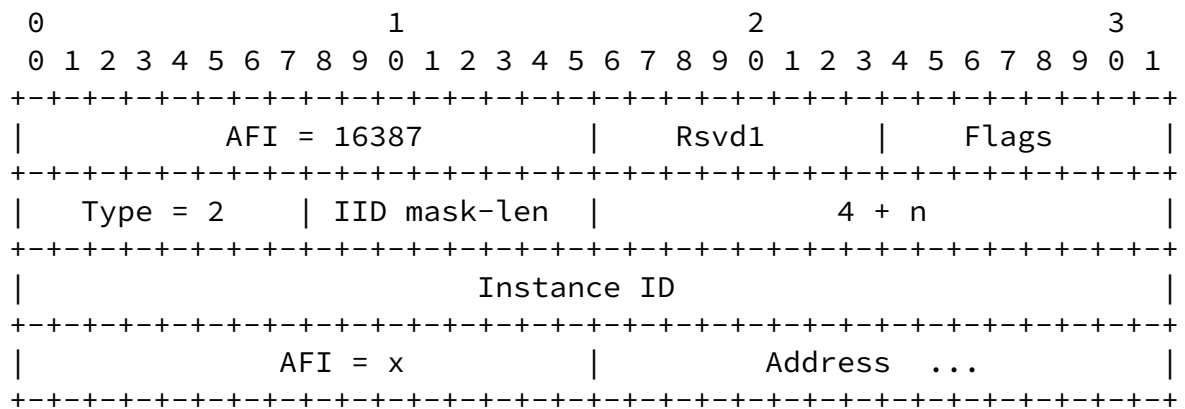 0                   1                   2                   3
0 1 2 3 4 5 6 7 8 9 0 1 2 3 4 5 6 7 8 9 0 1 2 3 4 5 6 7 8 9 0 1
+-+-+-+-+-+-+-+-+-+-+-+-+-+-+-+-+-+-+-+-+-+-+-+-+-+-+-+-+-+-+-+-+
|           AFI = 16387         |     Rsvd1     |     Flags     |
+-+-+-+-+-+-+-+-+-+-+-+-+-+-+-+-+-+-+-+-+-+-+-+-+-+-+-+-+-+-+-+-+
|   Type = 2    | IID mask-len  |             4 + n             |
+-+-+-+-+-+-+-+-+-+-+-+-+-+-+-+-+-+-+-+-+-+-+-+-+-+-+-+-+-+-+-+-+
|                         Instance ID                           |
+-+-+-+-+-+-+-+-+-+-+-+-+-+-+-+-+-+-+-+-+-+-+-+-+-+-+-+-+-+-+-+-+
|              AFI = x          |         Address  ...          |
+-+-+-+-+-+-+-+-+-+-+-+-+-+-+-+-+-+-+-+-+-+-+-+-+-+-+-+-+-+-+-+-+